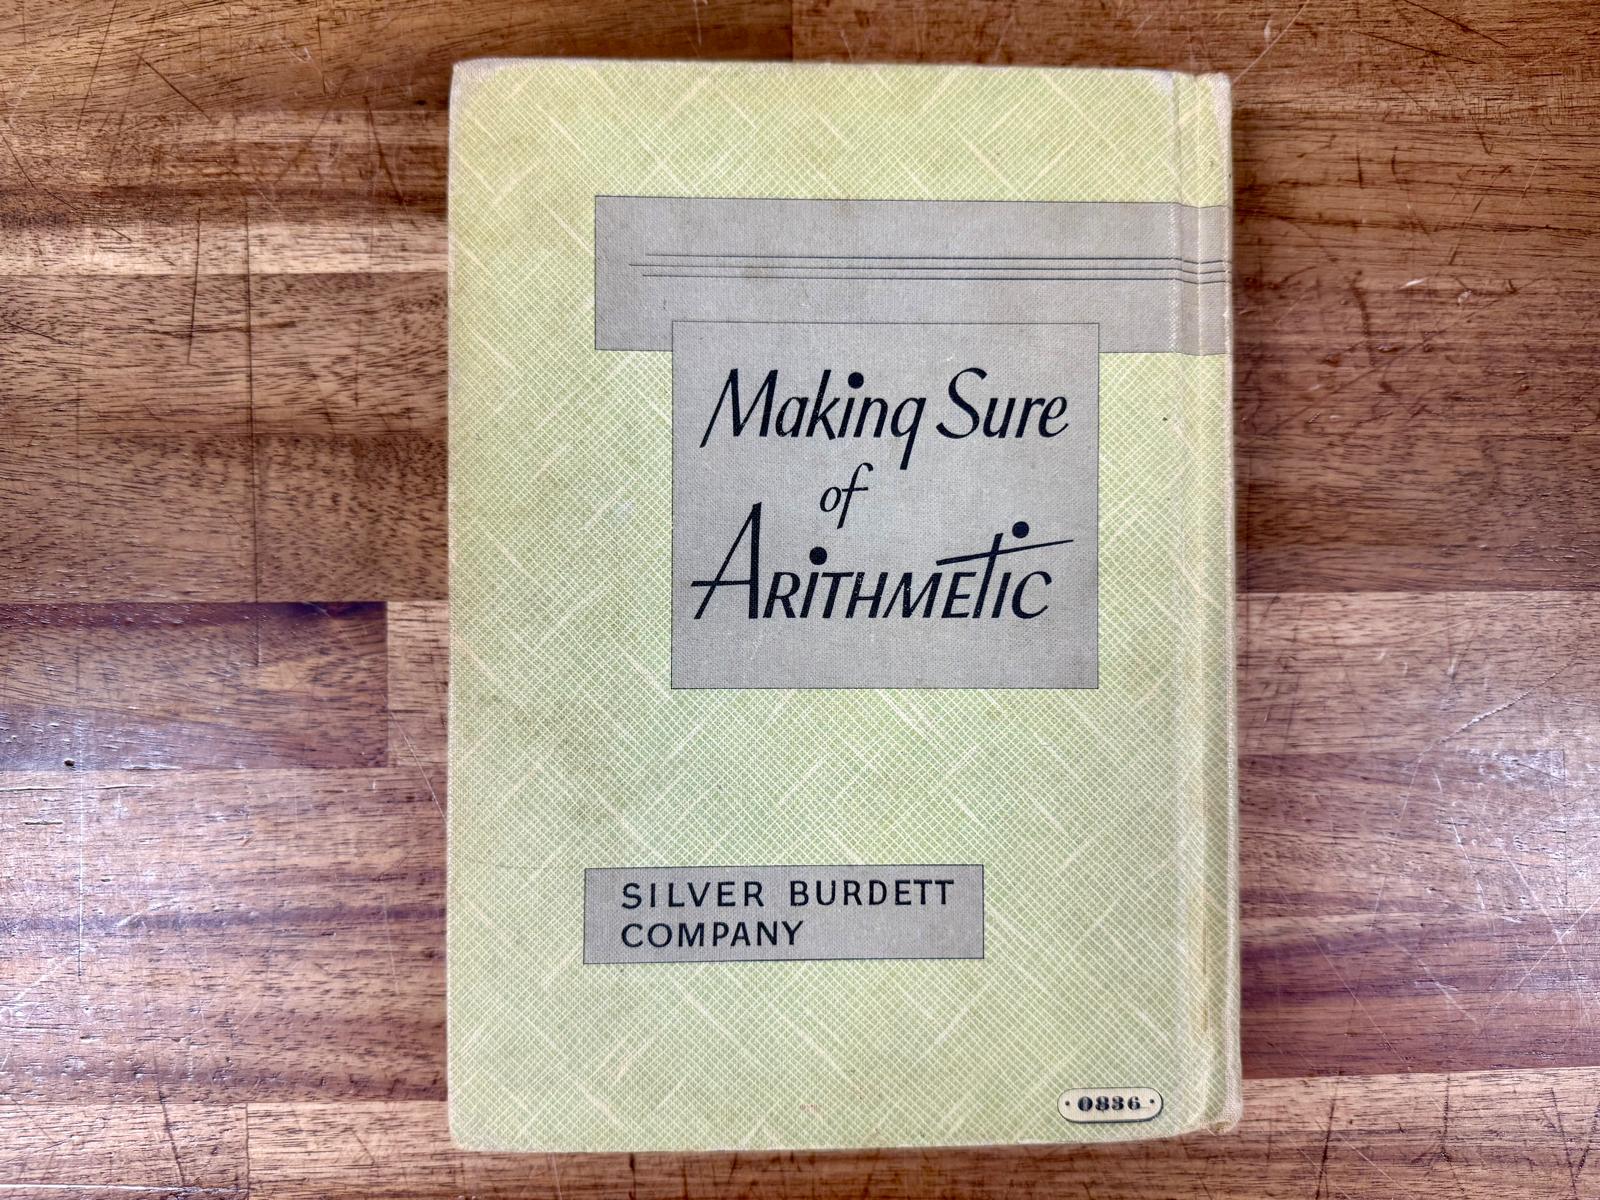 Making Sure
of
ARITHMETIC
SILVER BURDETT
COMPANY
·0836·